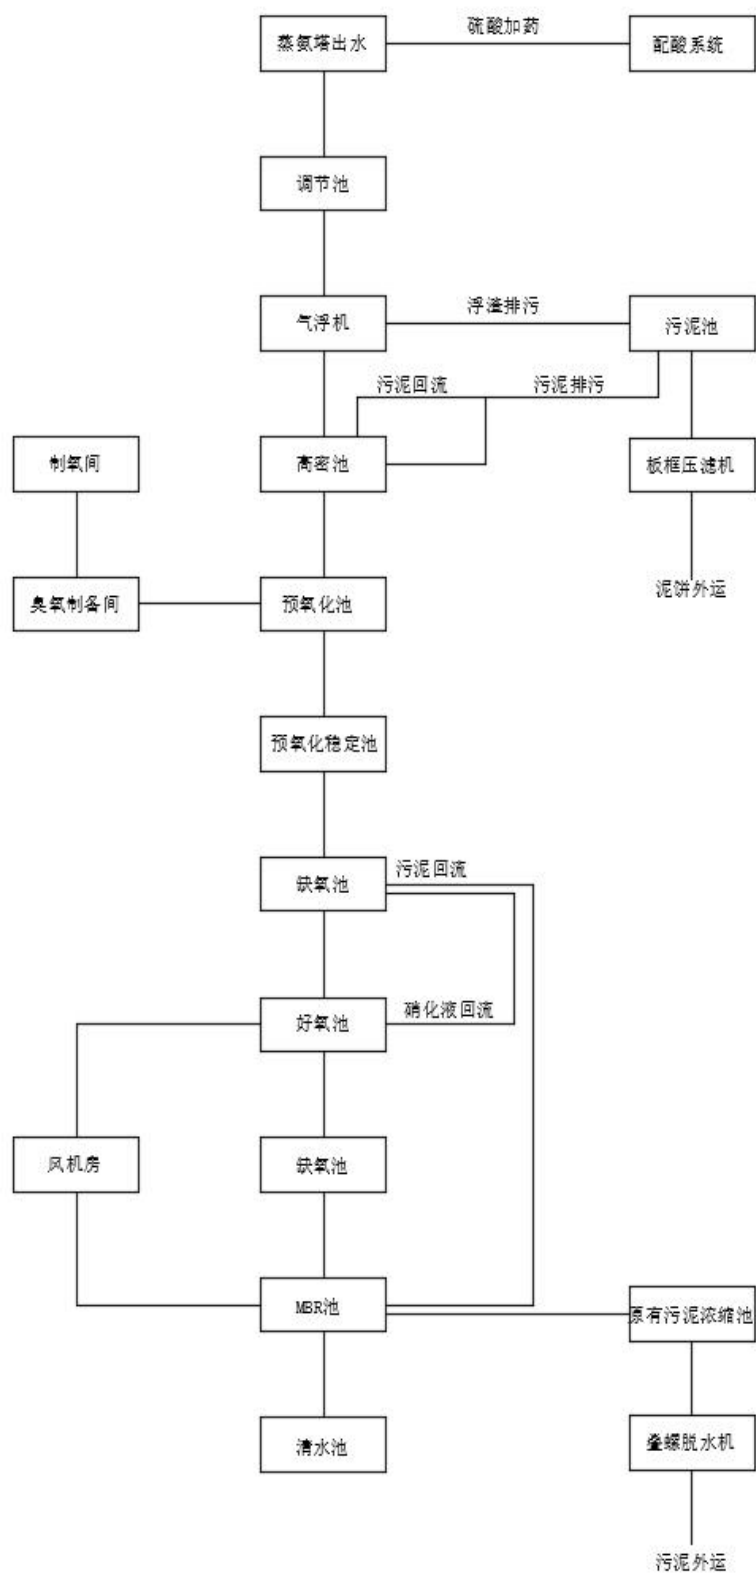 蒸氨塔出水
硫酸加药
配酸系统
调节池
气浮机
浮渣排污
污泥池
污泥回流
污泥排污
制氧间
高密池
板框压滤机
臭氧制备间
预氧化池
泥饼外运
预氧化稳定池
缺氧池
污泥回流
好氧池
硝化液回流
风机房
缺氧池
MBR池
原有污泥浓缩池
清水池
叠螺脱水机
污泥外运